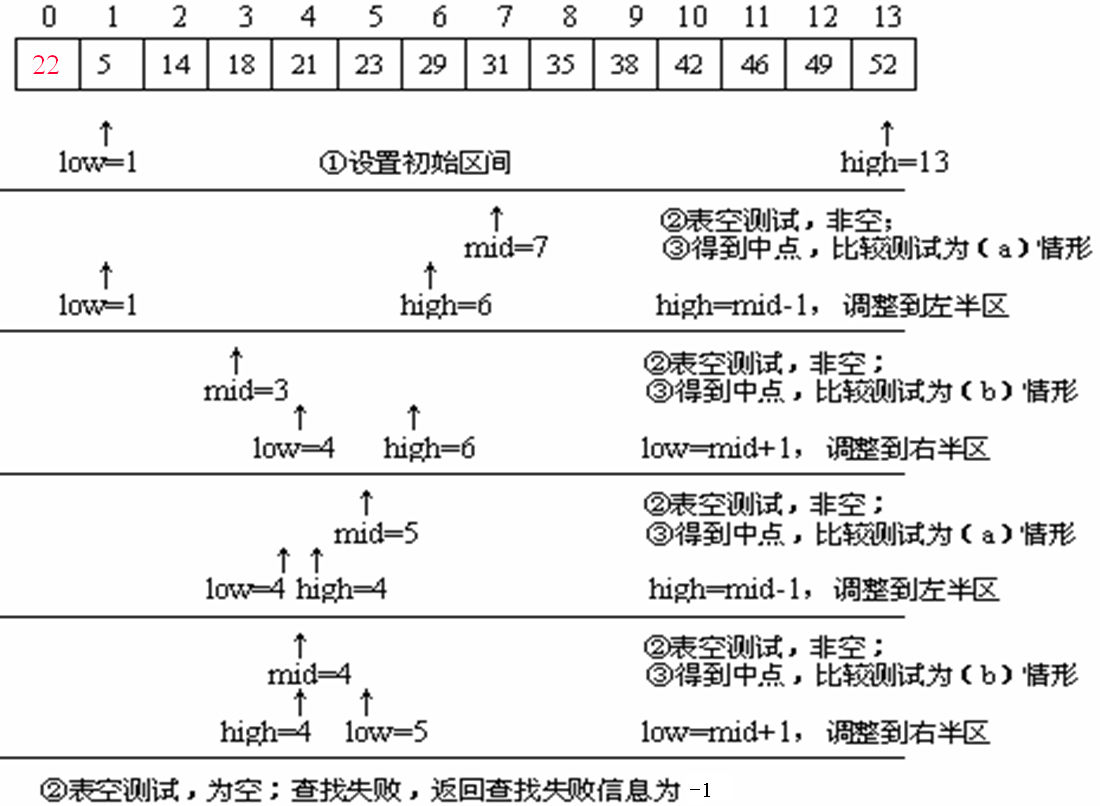 0 1 2 3 4 5 6 7 8 9 10 11 12 13
22 5 14 18 21 23 29 31 35 38 42 46 49 52
low=1 ①设置初始区间 high=13
②表空测试，非空；
mid=7 ③得到中点，比较测试为（a）情形
low=1 high=6 high=mid-1， 调整到左半区
②表空测试，非空；
mid=3 ③得到中点，比较测试为（b）情形
low=4 high=6 low=mid+1， 调整到右半区
②表空测试，非空；
mid=5 ③得到中点，比较测试为（a）情形
low=4 high=4 high=mid-1， 调整到左半区
②表空测试，非空；
mid=4 ③得到中点，比较测试为（b）情形
high=4 low=5 low=mid+1， 调整到右半区
②表空测试，为空；查找失败，返回查找失败信息为 -1